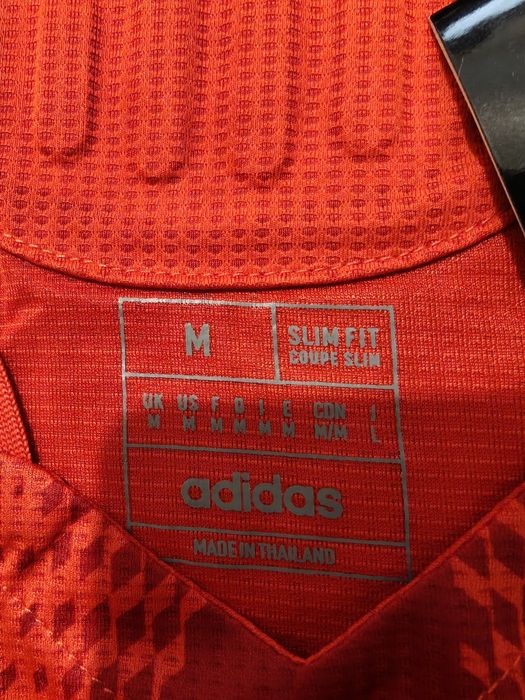 M
SLIM FIT
COUPE SLIM
UK US F D I E CDN J
M M M M M M M/M L
adidas
MADE IN THAILAND